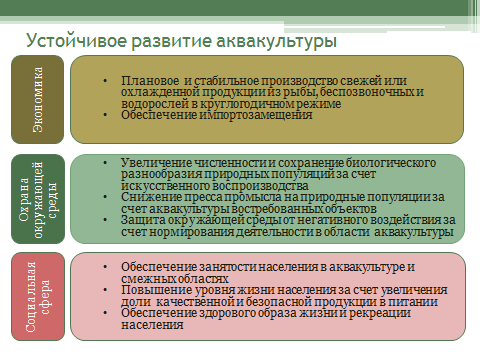 Устойчивое развитие аквакультуры
Экономика
• Плановое и стабильное производство свежей или
охлажденной продукции из рыбы, беспозвоночных и
водорослей в круглогодичном режиме
• Обеспечение импортозамещения
Охрана
окружающей
среды
• Увеличение численности и сохранение биологического
разнообразия природных популяций за счет
искусственного воспроизводства
• Снижение пресса промысла на природные популяции за
счет аквакультуры востребованных объектов
• Защита окружающей среды от негативного воздействия за
счет нормирования деятельности в области аквакультуры
Социальная
сфера
• Обеспечение занятости населения в аквакультуре и
смежных областях
• Повышение уровня жизни населения за счет увеличения
доли качественной и безопасной продукции в питании
• Обеспечение здорового образа жизни и рекреации
населения